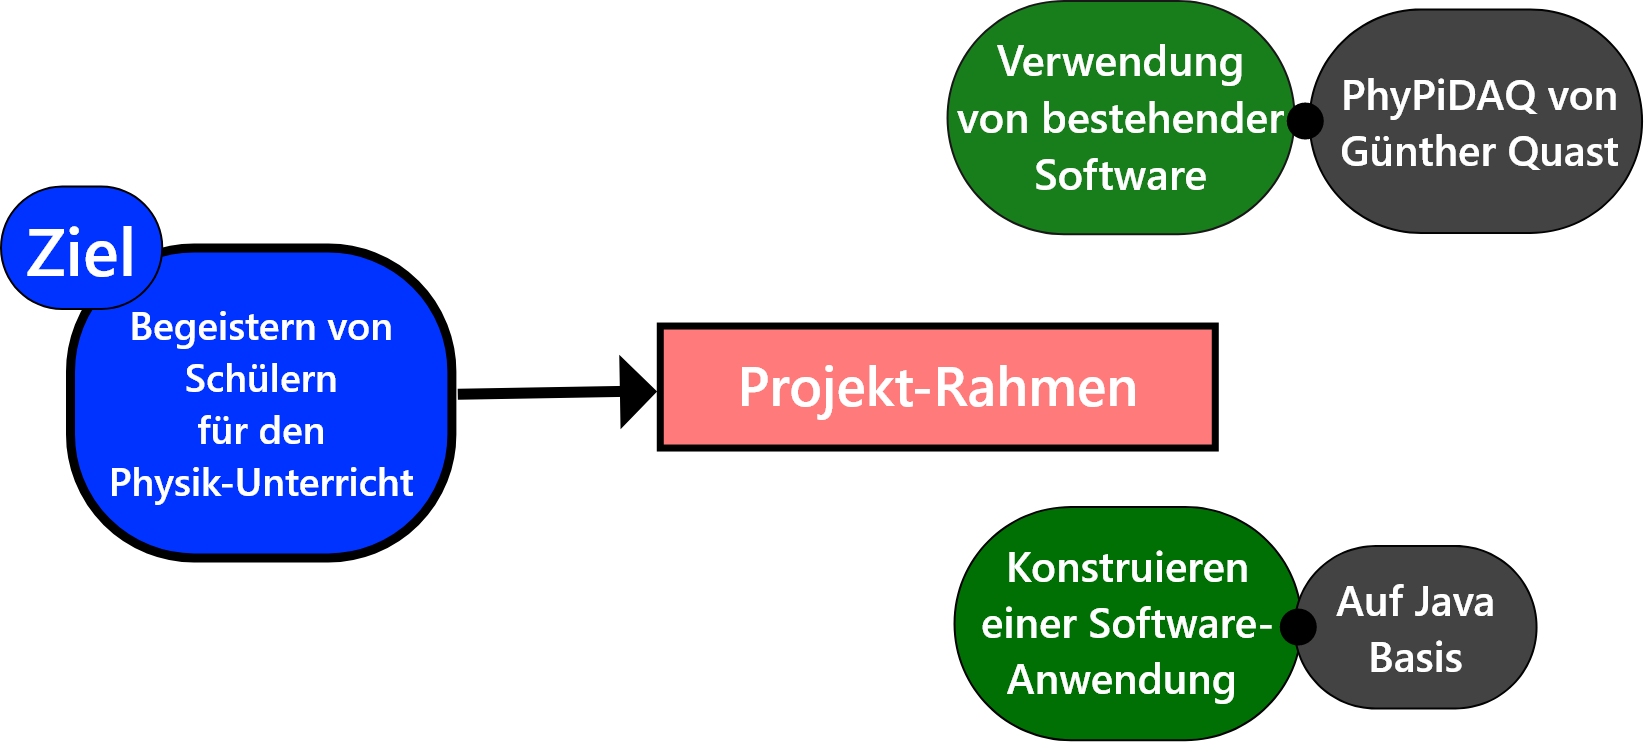 Ziel
Begeistern von
Schülern
für den
Physik-Unterricht
Projekt-Rahmen
Verwendung
von bestehender
Software
PhyPiDAQ von
Günther Quast
Konstruieren
einer Software-
Anwendung
Auf Java
Basis